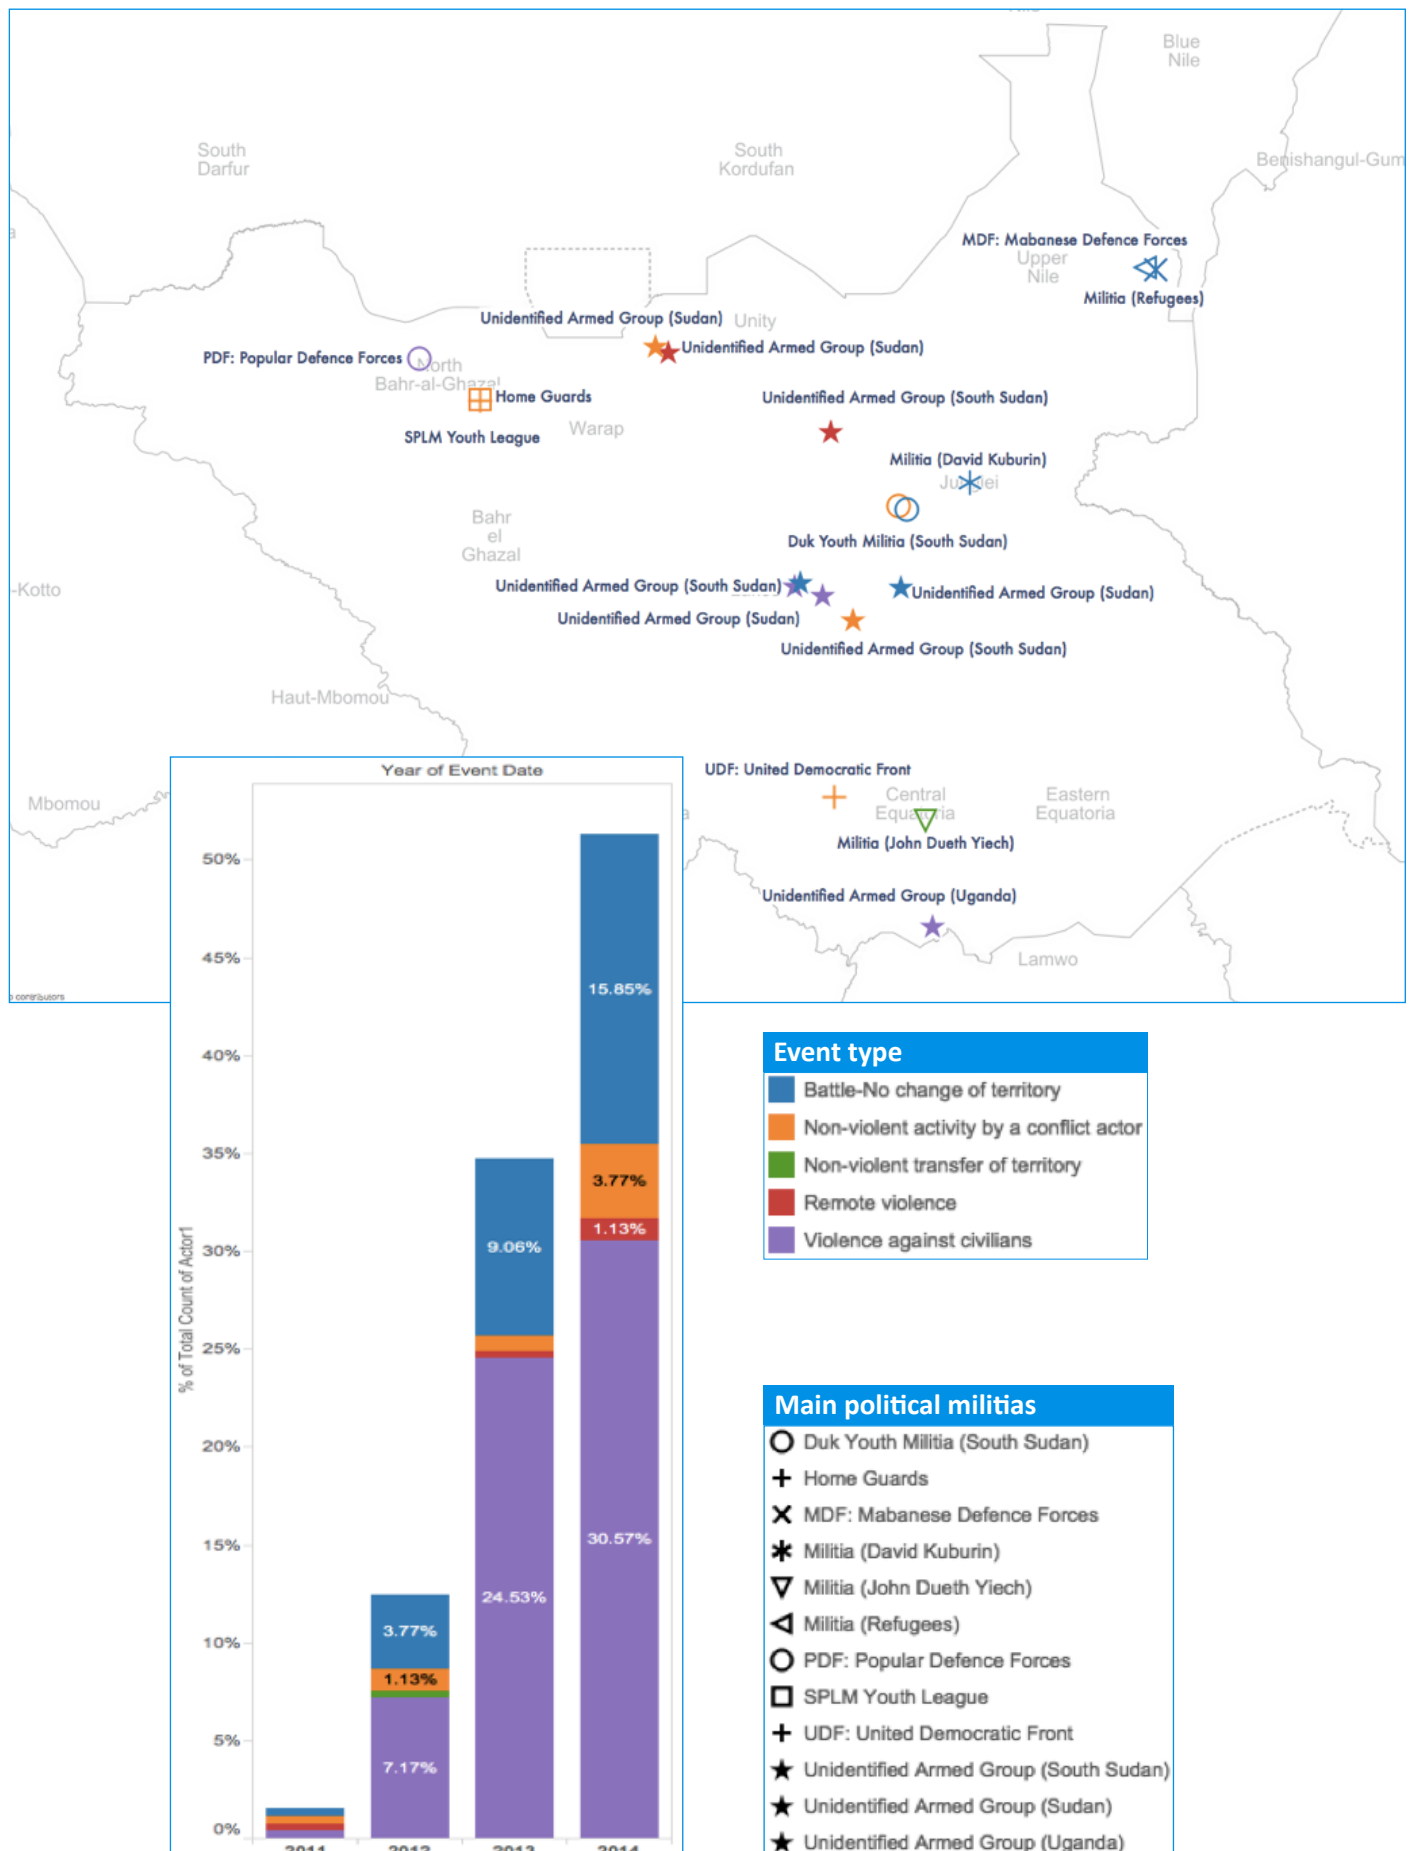 Blue
Nile
South
Darfur
South
Kordufan
Benishangul-Gum
MDF: Mabanese Defence Forces
Upper
Nile
Militia (Refugees)
Unidentified Armed Group (Sudan)
Unity
PDF: Popular Defence Forces
Unidentified Armed Group (Sudan)
North
Bahr-al-Ghazal
Home Guards
Unidentified Armed Group (South Sudan)
SPLM Youth League
Warap
Militia (David Kuburin)
Bahr
el
Ghazal
Duk Youth Militia (South Sudan)
-Kotto
Unidentified Armed Group (South Sudan)
Unidentified Armed Group (Sudan)
Unidentified Armed Group (Sudan)
Unidentified Armed Group (South Sudan)
Haut-Mbomou
UDF: United Democratic Front
Mbomou
Central
Equatoria
Eastern
Equatoria
Militia (John Dueth Yiech)
Unidentified Armed Group (Uganda)
Lamwo
contributors
Year of Event Date
% of Total Count of Actor1
50%
45%
40%
35%
30%
25%
20%
15%
10%
5%
0%
15.85%
3.77%
1.13%
30.57%
9.06%
24.53%
3.77%
1.13%
7.17%
2011 2012 2013 2014
Event type
Battle-No change of territory
Non-violent activity by a conflict actor
Non-violent transfer of territory
Remote violence
Violence against civilians
Main political militias
Duk Youth Militia (South Sudan)
Home Guards
MDF: Mabanese Defence Forces
Militia (David Kuburin)
Militia (John Dueth Yiech)
Militia (Refugees)
PDF: Popular Defence Forces
SPLM Youth League
UDF: United Democratic Front
Unidentified Armed Group (South Sudan)
Unidentified Armed Group (Sudan)
Unidentified Armed Group (Uganda)